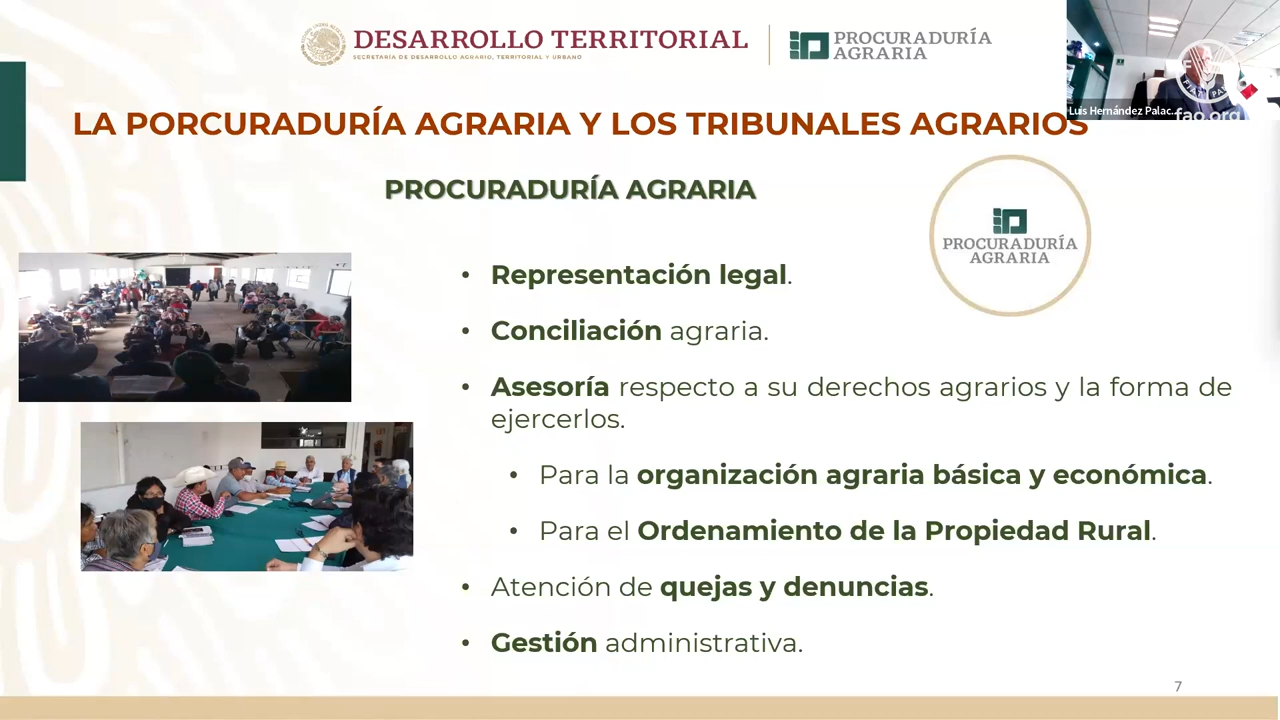 DESARROLLO TERRITORIAL
SECRETARÍA DE DESARROLLO AGRARIO, TERRITORIAL Y URBANO
PROCURADURÍA
AGRARIA
Luis Hernández Palac...
fao.org
LA PORCURADURÍA AGRARIA Y LOS TRIBUNALES AGRARIOS
PROCURADURÍA AGRARIA
PROCURADURÍA
AGRARIA
• Representación legal.
• Conciliación agraria.
• Asesoría respecto a su derechos agrarios y la forma de
ejercerlos.
• Para la organización agraria básica y económica.
• Para el Ordenamiento de la Propiedad Rural.
• Atención de quejas y denuncias.
• Gestión administrativa.
7